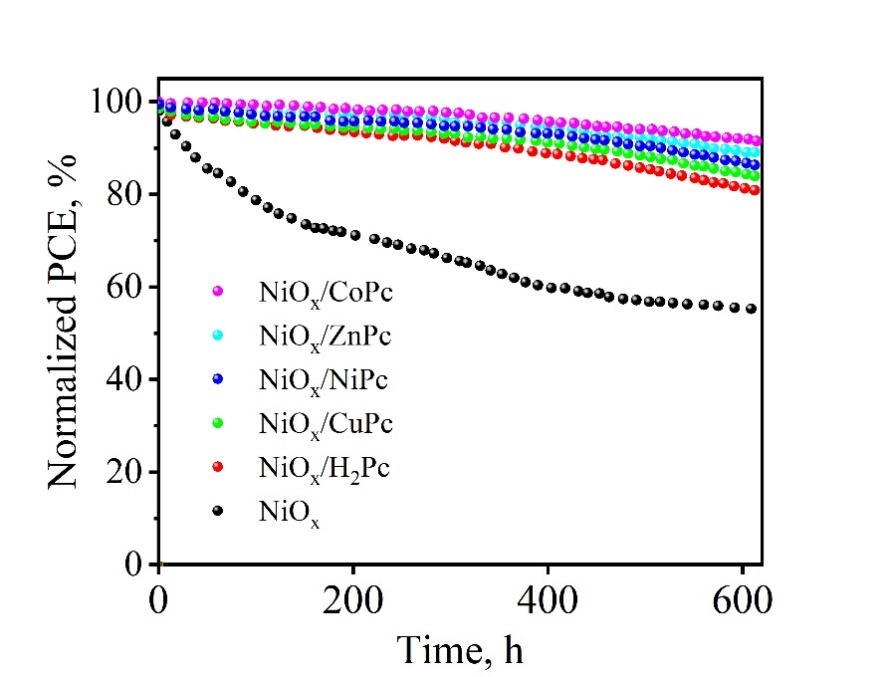 Normalized PCE, %
100
80
60
40
20
0
NiOₓ/CoPc
NiOₓ/ZnPc
NiOₓ/NiPc
NiOₓ/CuPc
NiOₓ/H₂Pc
NiOₓ
0 200 400 600
Time, h